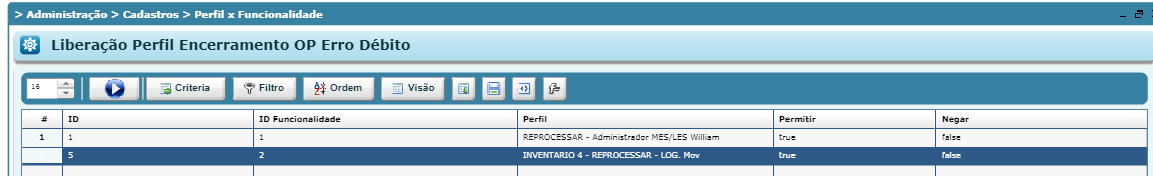 > Administração > Cadastros > Perfil x Funcionalidade
Liberação Perfil Encerramento OP Erro Débito
16 Criteria Filtro Ordem Visão
# ID ID Funcionalidade Perfil Permitir Negar
1 1 1 REPROCESSAR - Administrador MES/LES William true false
5 2 INVENTARIO 4 - REPROCESSAR - LOG. Mov true false